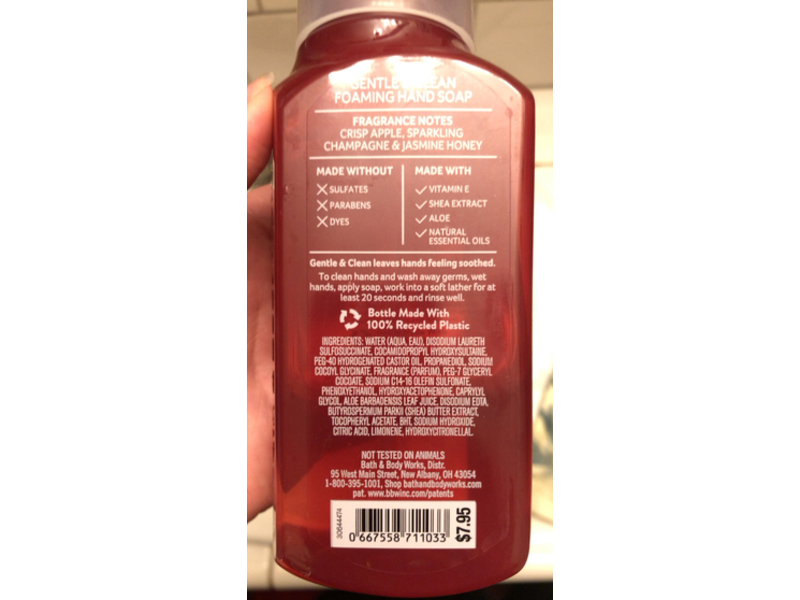 GENTLE CLEAN
FOAMING HAND SOAP
FRAGRANCE NOTES
CRISP APPLE, SPARKLING
CHAMPAGNE & JASMINE HONEY
MADE WITHOUT
SULFATES
PARABENS
DYES
MADE WITH
VITAMIN E
SHEA EXTRACT
ALOE
NATURAL
ESSENTIAL OILS
Gentle & Clean leaves hands feeling soothed.
To clean hands and wash away germs, wet
hands, apply soap, work into a soft lather for at
least 20 seconds and rinse well.
Bottle Made With
100% Recycled Plastic
INGREDIENTS: WATER (AQUA, EAU), DISODIUM LAURETH
SULFOSUCCINATE, COCAMIDOPROPYL HYDROXYSULTAINE,
PEG-40 HYDROGENATED CASTOR OIL, PROPANEDIOL, SODIUM
COCOYL GLYCINATE, FRAGRANCE (PARFUM), PEG-7 GLYCERYL
COCOATE, SODIUM C14-16 OLEFIN SULFONATE,
PHENOXYETHANOL, HYDROXYACETOPHENONE, CAPRYLYL
GLYCOL, ALOE BARBADENSIS LEAF JUICE, DISODIUM EDTA,
BUTYROSPERMUM PARKII (SHEA) BUTTER EXTRACT,
TOCOPHERYL ACETATE, BHT, SODIUM HYDROXIDE,
CITRIC ACID, LIMONENE, HYDROXYCITRONELLAL.
NOT TESTED ON ANIMALS
Bath & Body Works, Distr.
95 West Main Street, New Albany, OH 43054
1-800-395-1001, Shop bathandbodyworks.com
pat. www.bbwinc.com/patents
30644474
0 667558 711033
$7.95